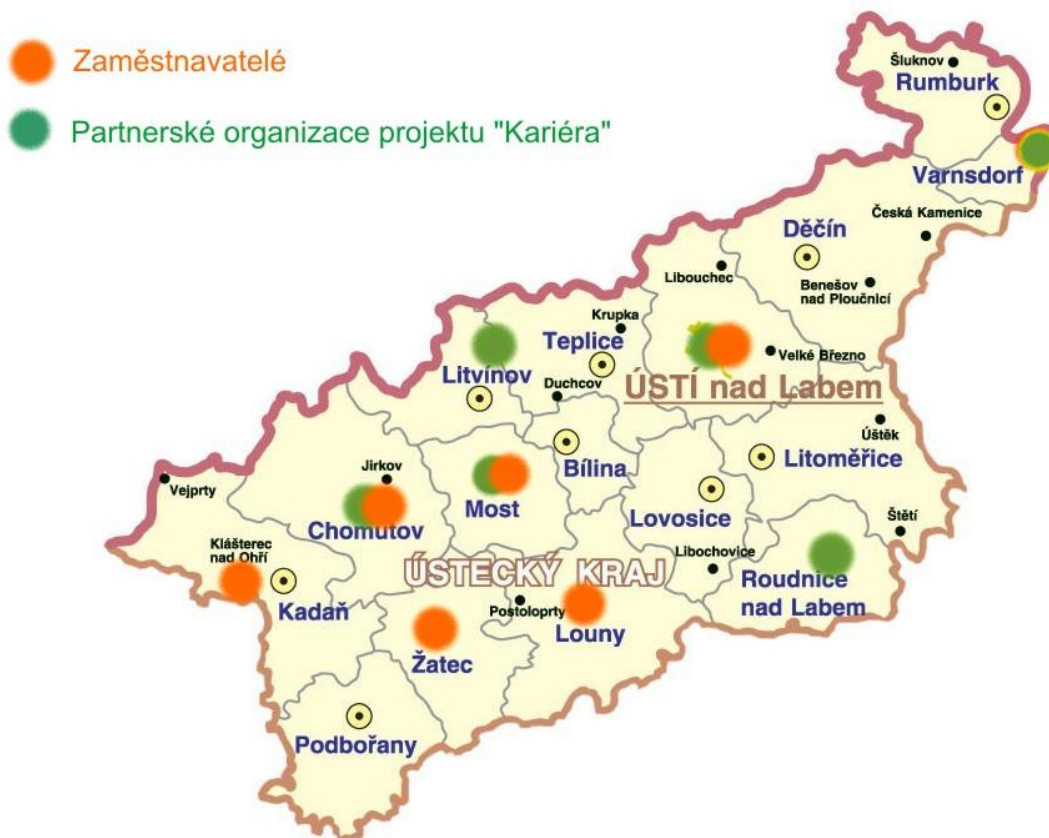 Zaměstnavatelé
Partnerské organizace projektu "Kariéra"
Šluknov
Rumburk
Varnsdorf
Česká Kamenice
Děčín
Libouchec
Benešov
nad Ploučnicí
Krupka
Teplice
Velké Březno
Litvínov
Duchcov
ÚSTÍ nad Labem
Úštěk
Bílina
Litoměřice
Jirkov
Vejprty
Most
Lovosice
Chomutov
Štětí
Klášterec
nad Ohří
Libochovice
ÚSTECKÝ KRAJ
Roudnice
nad Labem
Kadaň
Postoloprty
Louny
Žatec
Podbořany